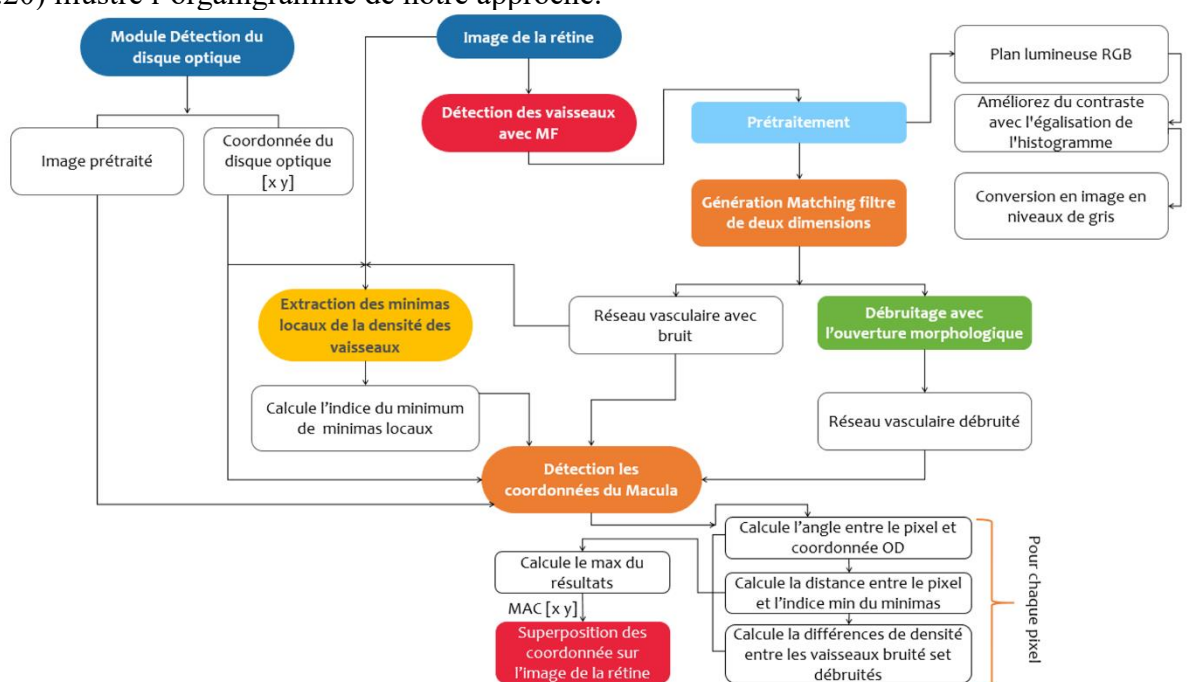 .20) illustre l'organigramme de notre approche.
Module Détection du
disque optique
Image de la rétine
Plan lumineuse RGB
Détection des vaisseaux
avec MF
Prétraitement
Améliorez du contraste
avec l'égalisation de
l'histogramme
Image prétraité
Coordonnée du
disque optique
[x y]
Génération Matching filtre
de deux dimensions
Conversion en image en
niveaux de gris
Extraction des minimas
locaux de la densité des
vaisseaux
Réseau vasculaire avec
bruit
Débruitage avec
l'ouverture morphologique
Calcule l'indice du minimum
de minimas locaux
Réseau vasculaire débruité
Détection les
coordonnées du Macula
Calcule l'angle entre le pixel et
coordonnée OD
Calcule le max du
résultats
Calcule la distance entre le pixel
et l'indice min du minimas
MAC [x y]
Superposition des
coordonnée sur
l'image de la rétine
Calcule la différences de densité
entre les vaisseaux bruité set
débruités
Pour chaque pixel